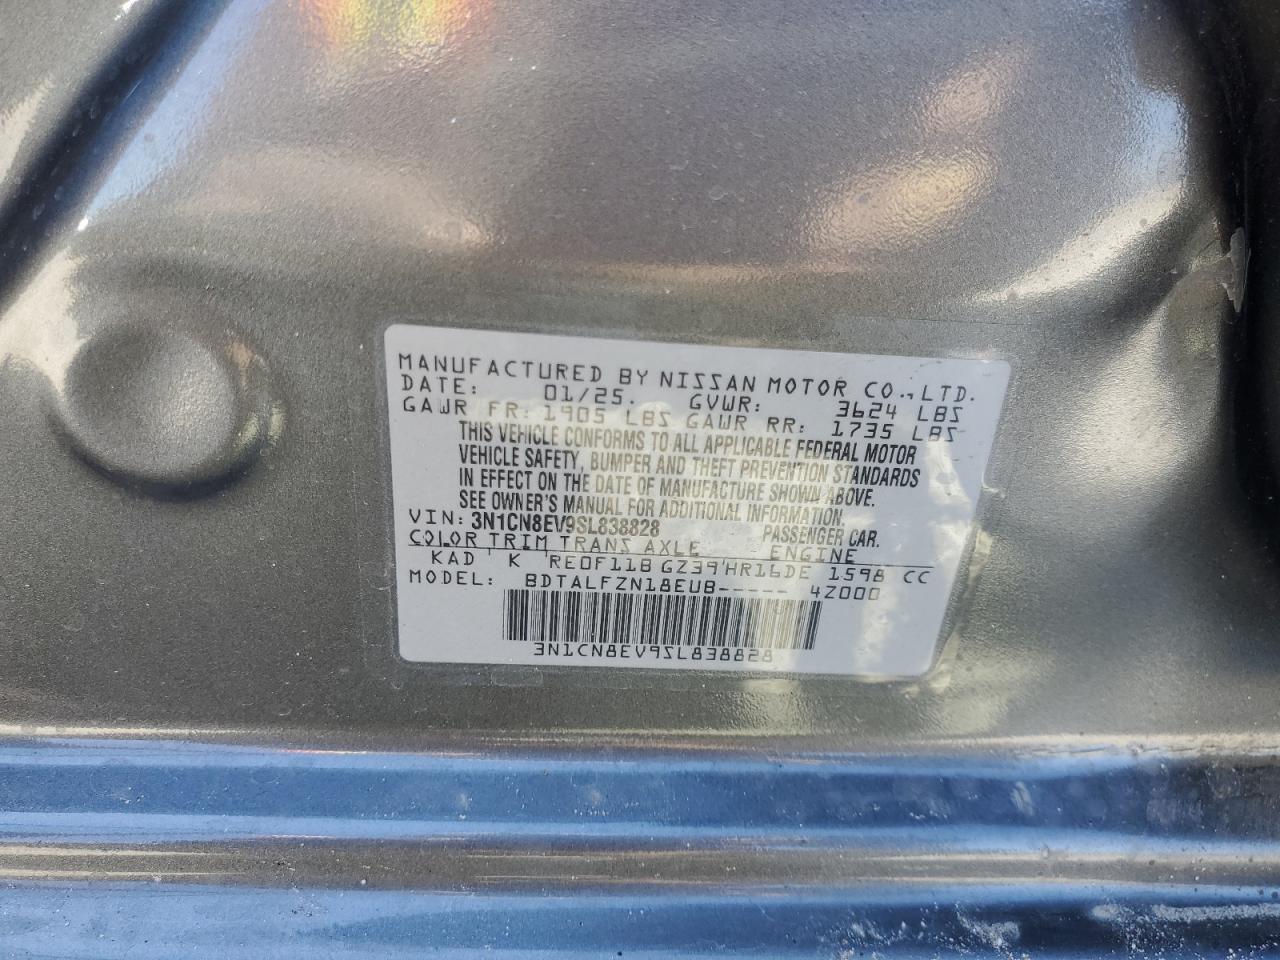 MANUFACTURED BY NISSAN MOTOR CO., LTD.
DATE: 01/25. GVWR: 3624 LBS
GAWR FR: 1905 LBS GAWR RR: 1735 LBS
THIS VEHICLE CONFORMS TO ALL APPLICABLE FEDERAL MOTOR
VEHICLE SAFETY, BUMPER AND THEFT PREVENTION STANDARDS
IN EFFECT ON THE DATE OF MANUFACTURE SHOWN ABOVE.
SEE OWNER'S MANUAL FOR ADDITIONAL INFORMATION.
VIN: 3N1CN8EV9SL838828 PASSENGER CAR.
COLOR TRIM TRANS AXLE ENGINE
KAD K RE0F11B GZ39 HR16DE 1598 CC
MODEL: BDTALFZN18EUB----- 4Z000
3N1CN8EV9SL838828